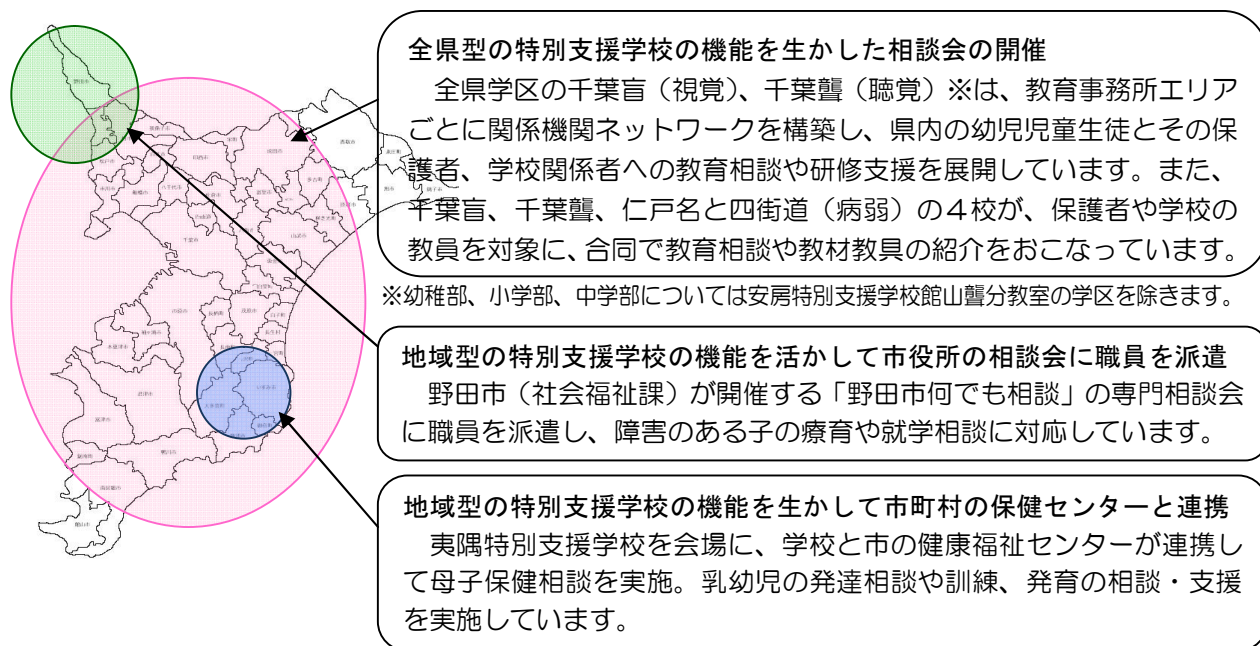 全県型の特別支援学校の機能を生かした相談会の開催
全県学区の千葉盲（視覚）、千葉聾（聴覚）※は、教育事務所エリア
ごとに関係機関ネットワークを構築し、県内の幼児児童生徒とその保
護者、学校関係者への教育相談や研修支援を展開しています。また、
千葉盲、千葉聾、仁戸名と四街道（病弱）の４校が、保護者や学校の
教員を対象に、合同で教育相談や教材教具の紹介をおこなっています。
※幼稚部、小学部、中学部については安房特別支援学校館山聾分教室の学区を除きます。
地域型の特別支援学校の機能を活かして市役所の相談会に職員を派遣
野田市（社会福祉課）が開催する「野田市何でも相談」の専門相談会
に職員を派遣し、障害のある子の療育や就学相談に対応しています。
地域型の特別支援学校の機能を生かして市町村の保健センターと連携
夷隅特別支援学校を会場に、学校と市の健康福祉センターが連携し
て母子保健相談を実施。乳幼児の発達相談や訓練、発育の相談・支援
を実施しています。